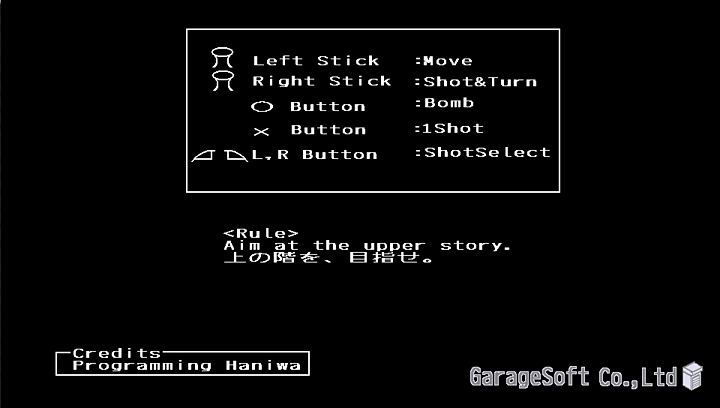 Left Stick :Move
Right Stick :Shot&Turn
○ Button :Bomb
× Button :1Shot
L,R Button :ShotSelect
<Rule>
Aim at the upper story.
上の階を、目指せ。
Credits
Programming Haniwa
GarageSoft Co.,Ltd